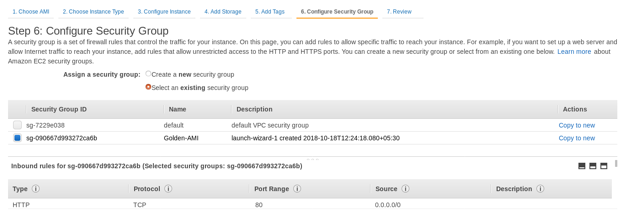 1. Choose AMI 2. Choose Instance Type 3. Configure Instance 4. Add Storage 5. Add Tags 6. Configure Security Group 7. Review
Step 6: Configure Security Group
A security group is a set of firewall rules that control the traffic for your instance. On this page, you can add rules to allow specific traffic to reach your instance. For example, if you want to set up a web server and
allow Internet traffic to reach your instance, add rules that allow unrestricted access to the HTTP and HTTPS ports. You can create a new security group or select from an existing one below. Learn more about
Amazon EC2 security groups.
Assign a security group: Create a new security group
Select an existing security group
Security Group ID Name Description Actions
sg-7229e038 default default VPC security group Copy to new
sg-090667d993272ca6b Golden-AMI launch-wizard-1 created 2018-10-18T12:24:18.080+05:30 Copy to new
Inbound rules for sg-090667d993272ca6b (Selected security groups: sg-090667d993272ca6b)
Type Protocol Port Range Source Description
HTTP TCP 80 0.0.0.0/0